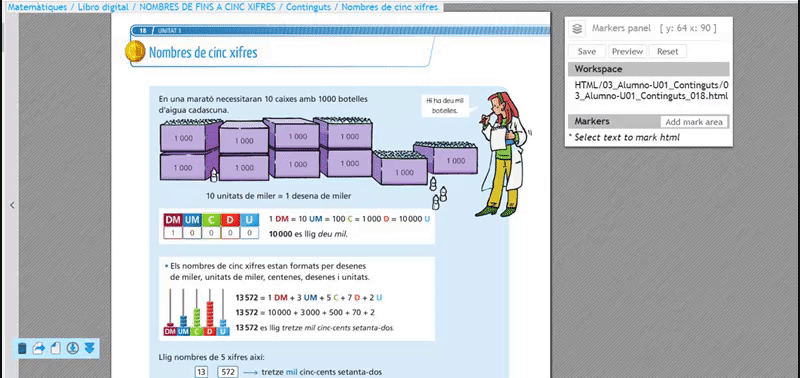 Matemàtiques / Libro digital / NOMBRES DE FINS A CINC XIFRES / Continguts / Nombres de cinc xifres
18 / UNITAT 1
Nombres de cinc xifres
En una marató necessitaran 10 caixes amb 1000 botelles
d'aigua cadascuna.
Hi ha deu mil
botelles.
1 000
1 000
1 000
1 000
1 000
1 000
1 000
1 000
1 000
1 000
10 unitats de miler = 1 desena de miler
DM UM C D U
1 0 0 0 0
1 DM = 10 UM = 100 C = 1 000 D = 10 000 U
10 000 es llig deu mil.
• Els nombres de cinc xifres estan formats per desenes
de miler, unitats de miler, centenes, desenes i unitats.
DM UM C D U
13 572 = 1 DM + 3 UM + 5 C + 7 D + 2 U
13 572 = 10 000 + 3 000 + 500 + 70 + 2
13 572 es llig tretze mil cinc-cents setanta-dos.
Llig nombres de 5 xifres així:
13 572 → tretze mil cinc-cents setanta-dos
Markers panel [ y: 64 x: 90 ]
Save Preview Reset
Workspace
HTML/03_Alumno-U01_Continguts/0
3_Alumno-U01_Continguts_018.html
Markers Add mark area
* Select text to mark html